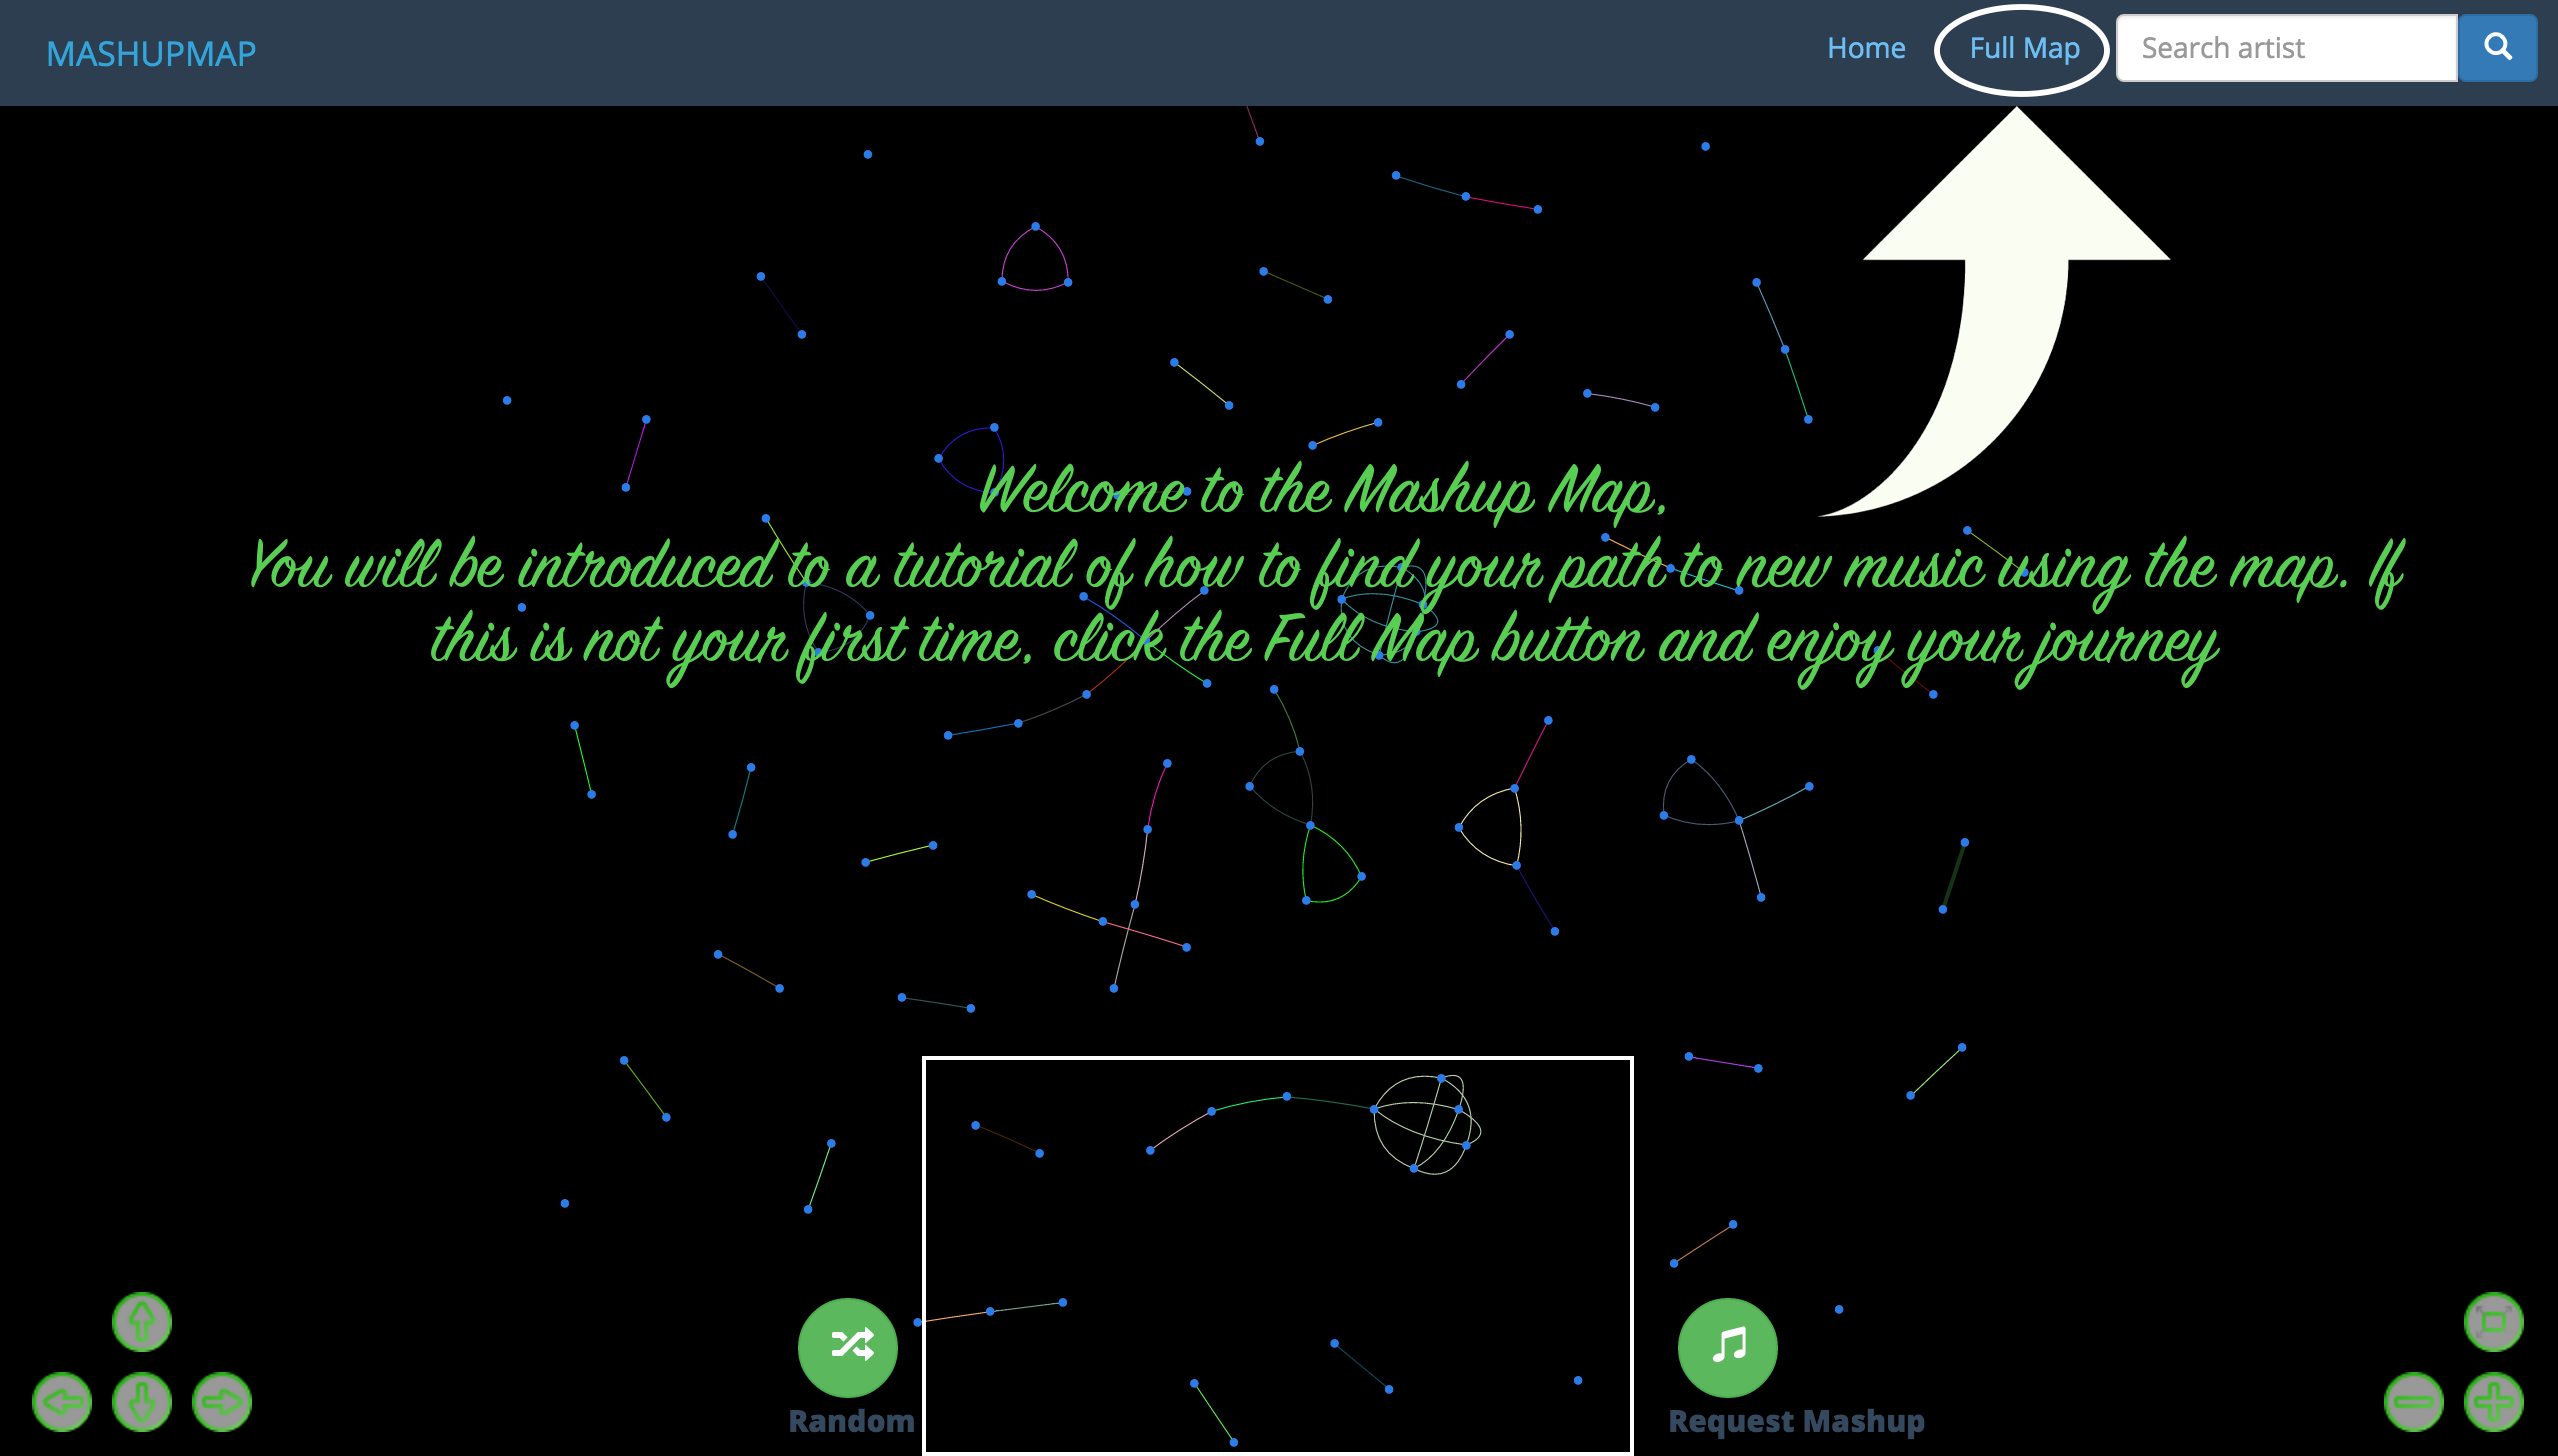 MASHUPMAP
Home
Full Map
Search artist
Welcome to the Mashup Map,
You will be introduced to a tutorial of how to find your path to new music using the map. If
this is not your first time, click the Full Map button and enjoy your journey
Random
Request Mashup